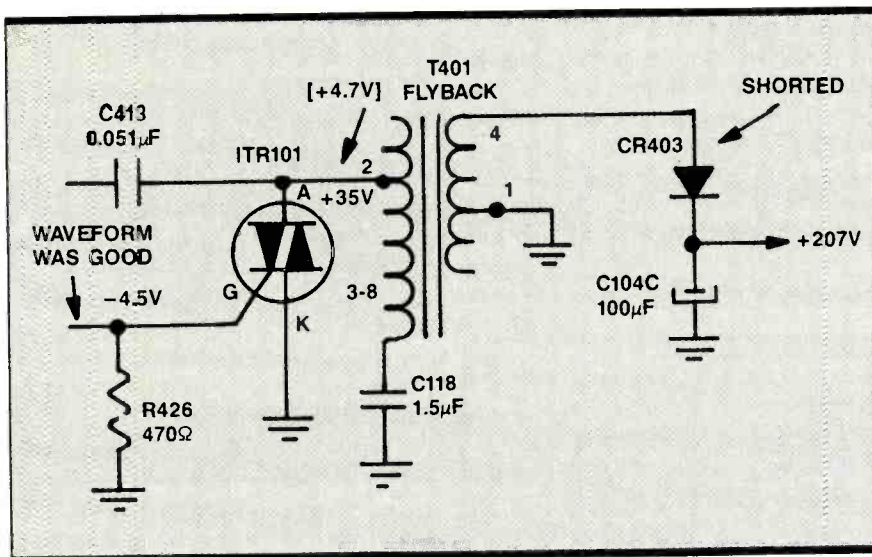 T401
FLYBACK
[+4.7V]
SHORTED
C413
0.051μF
ITR101
4
CR403
2
A
+35V
1
WAVEFORM
WAS GOOD
+207V
-4.5V
G
3-8
C104C
100μF
K
C118
1.5μF
R426
470Ω